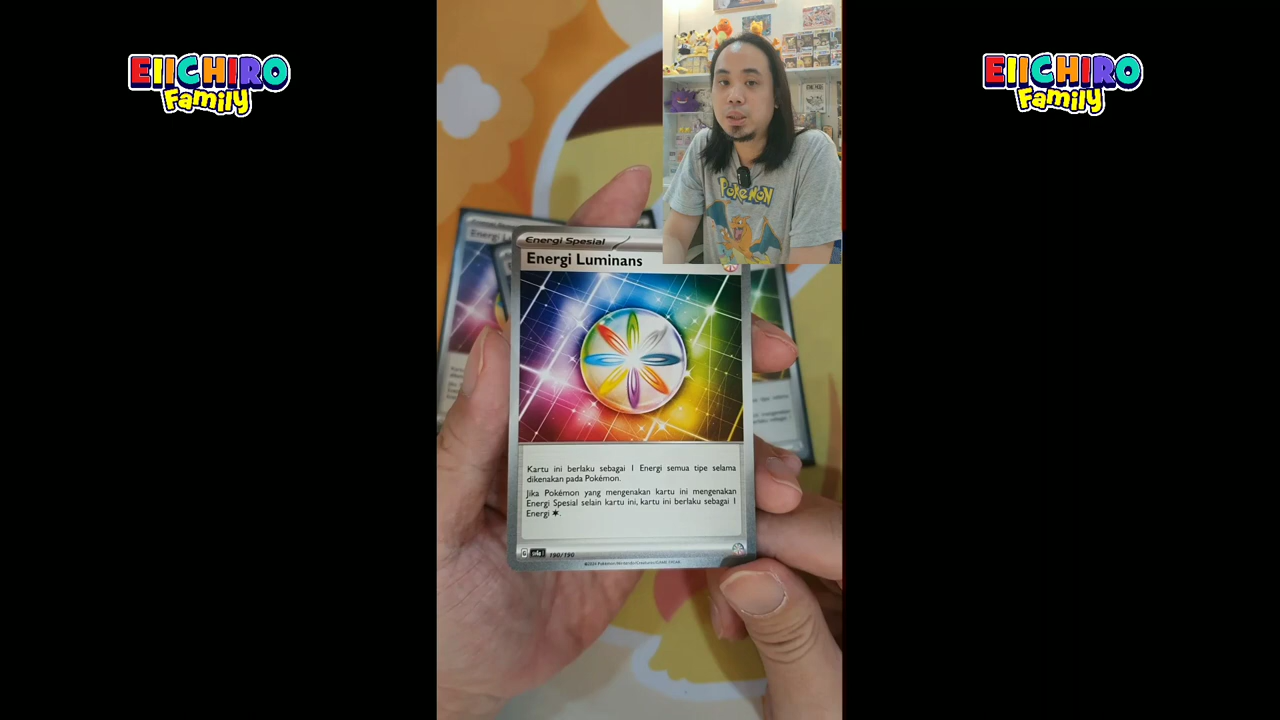 EIICHIRO
Family
EIICHIRO
Family
POKéMON
Energi Spesial
Energi Luminans
Kartu ini berlaku sebagai 1 Energi semua tipe selama
dikenakan pada Pokémon.
Jika Pokémon yang mengenakan kartu ini mengenakan
Energi Spesial selain kartu ini, kartu ini berlaku sebagai 1
Energi
G
190/190